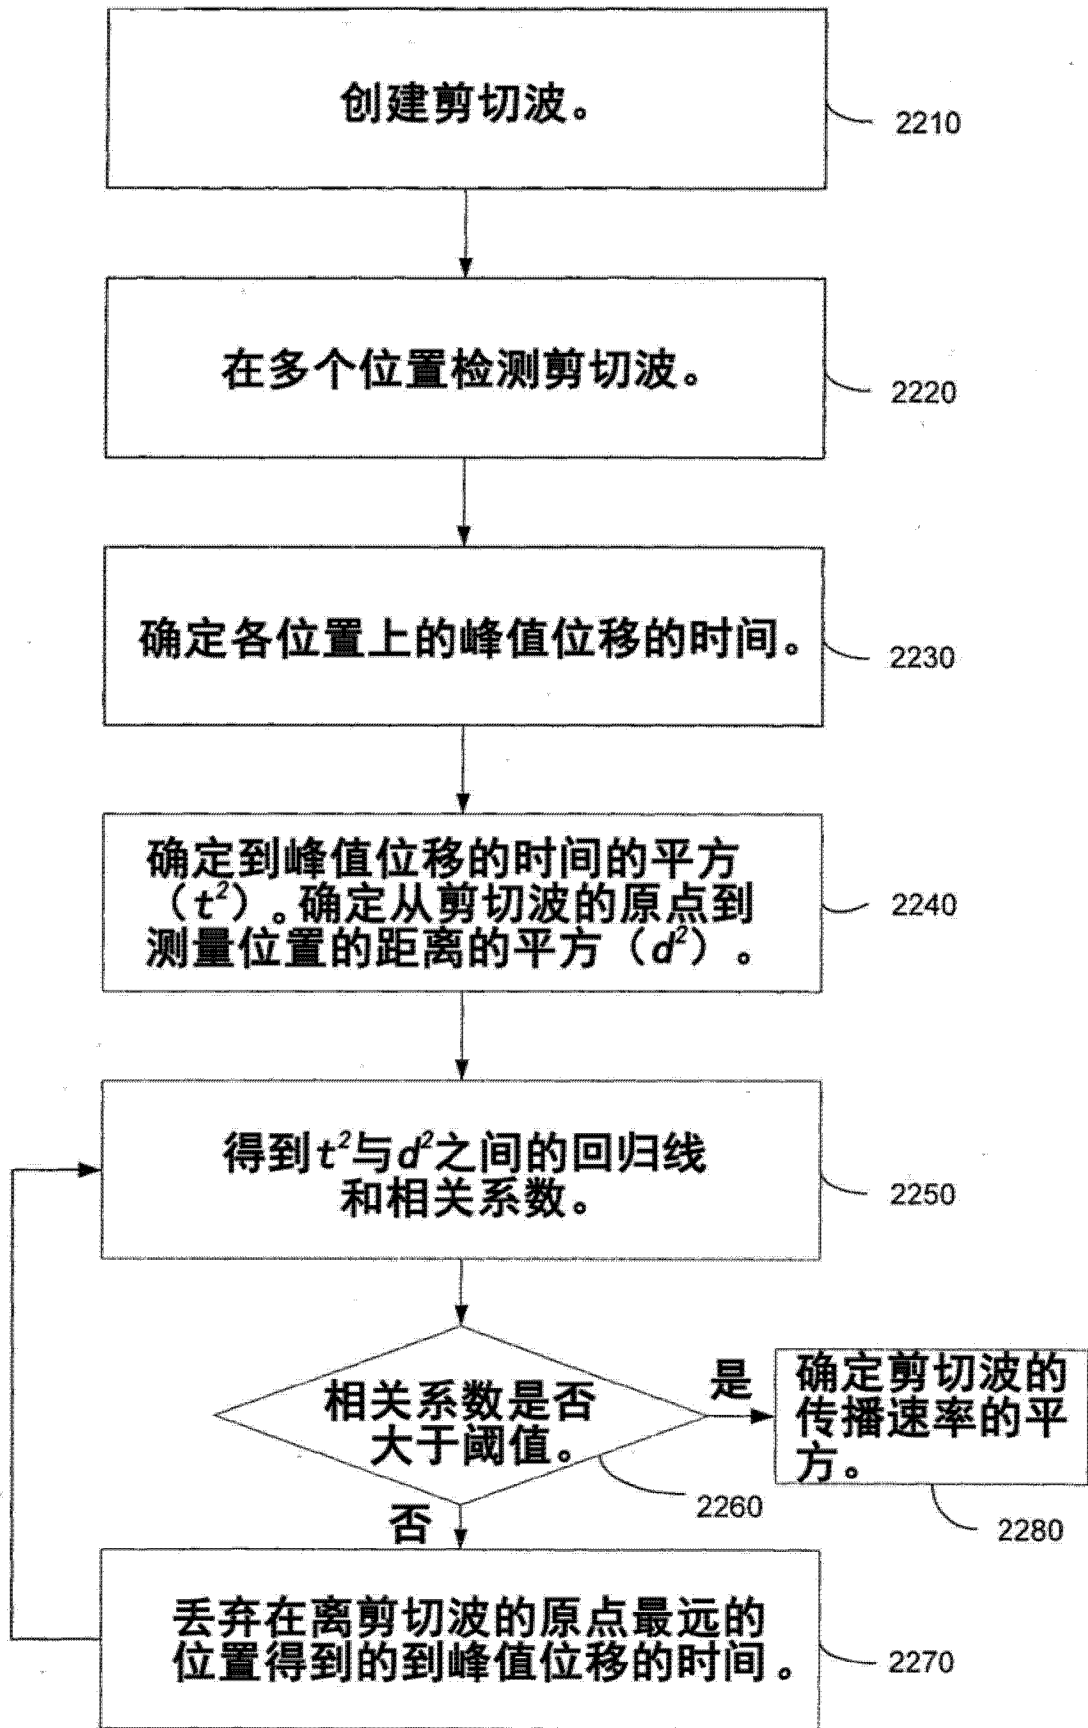 创建剪切波。
2210
在多个位置检测剪切波。
2220
确定各位置上的峰值位移的时间。
2230
确定到峰值位移的时间的平方
（t²）。确定从剪切波的原点到
测量位置的距离的平方（d²）。
2240
得到t²与d²之间的回归线
和相关系数。
2250
相关系数是否
大于阈值。
2260
是
确定剪切波的
传播速率的平
方。
2280
否
丢弃在离剪切波的原点最远的
位置得到的到峰值位移的时间。
2270